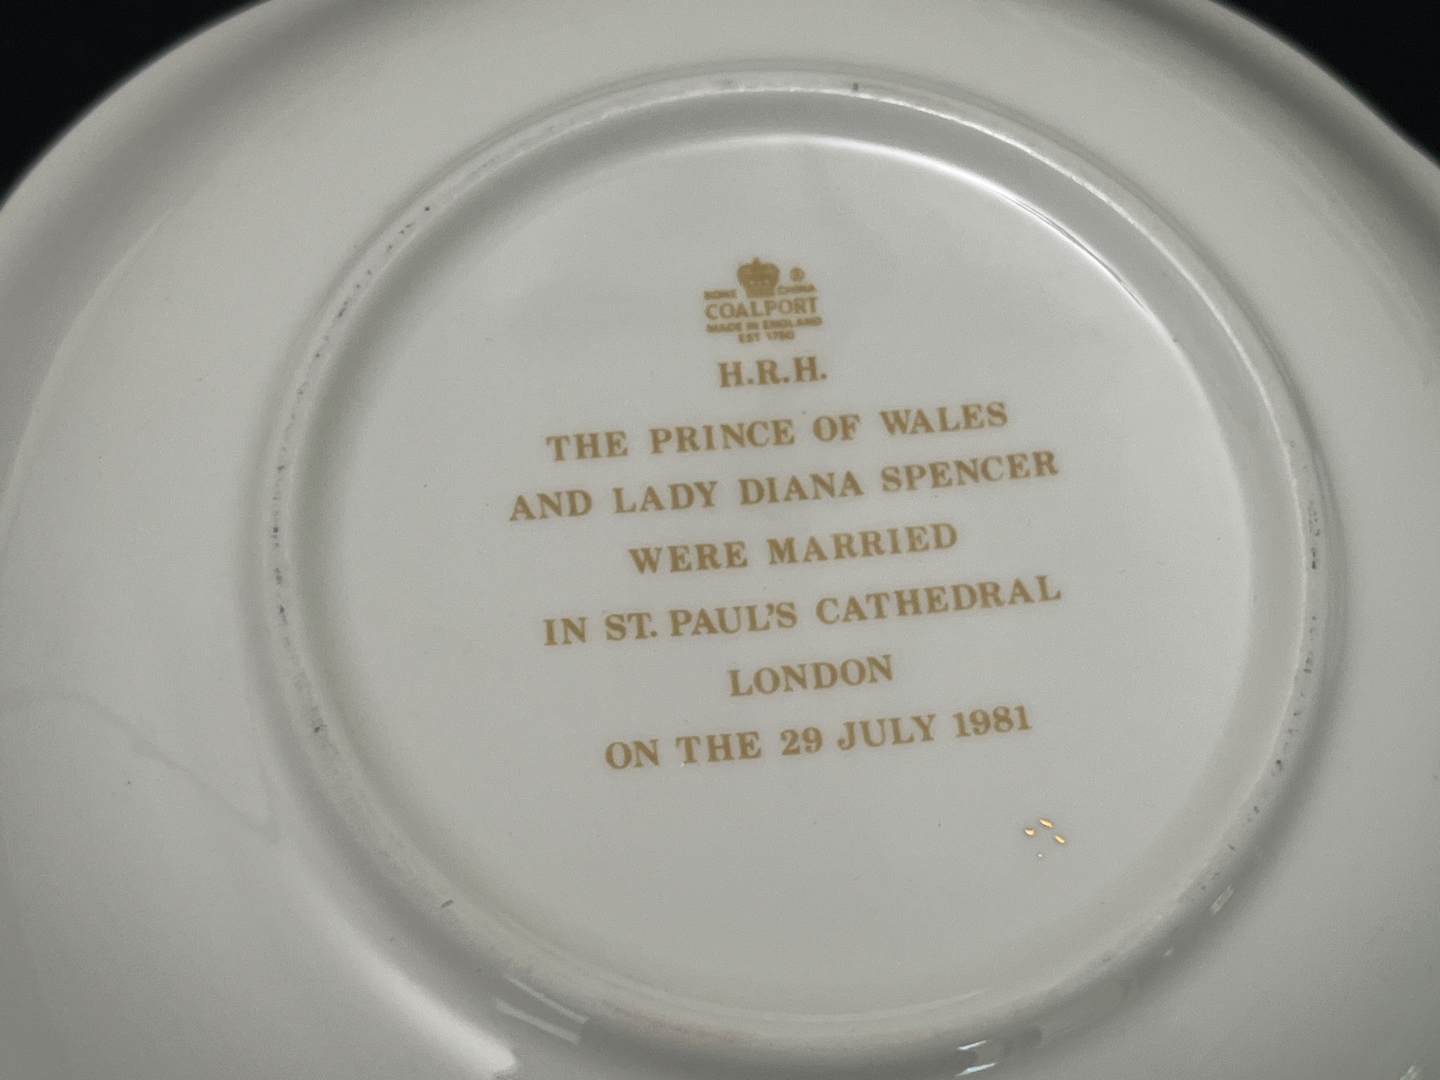 BONE CHINA ®
COALPORT
MADE IN ENGLAND
EST 1750
H.R.H.
THE PRINCE OF WALES
AND LADY DIANA SPENCER
WERE MARRIED
IN ST. PAUL'S CATHEDRAL
LONDON
ON THE 29 JULY 1981